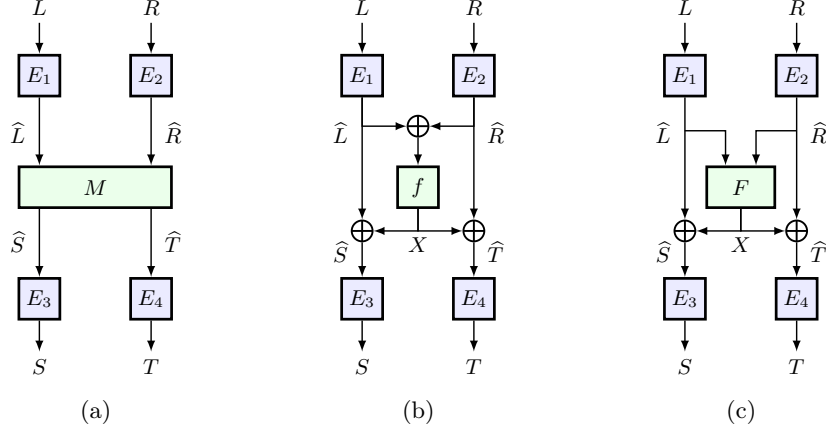 L R L R L R
E₁ E₂ E₁ E₂ E₁ E₂
L̂ R̂ L̂ R̂ L̂ R̂
M f F
Ŝ T̂ Ŝ X T̂ Ŝ X T̂
E₃ E₄ E₃ E₄ E₃ E₄
S T S T S T
(a) (b) (c)